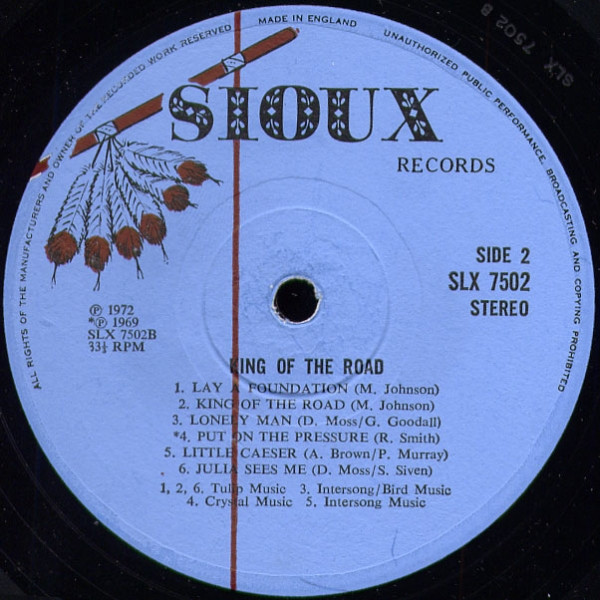 ALL RIGHTS OF THE MANUFACTURERS AND OWNER OF THE RECORDED WORK RESERVED
MADE IN ENGLAND
UNAUTHORIZED PUBLIC PERFORMANCE, BROADCASTING AND COPYING PROHIBITED
SLX 7502 B
SIOUX
RECORDS
SIDE 2
SLX 7502
STEREO
℗ 1972
*℗ 1969
SLX 7502B
33⅓ RPM
KING OF THE ROAD
1. LAY A FOUNDATION (M. Johnson)
2. KING OF THE ROAD (M. Johnson)
3. LONELY MAN (D. Moss/G. Goodall)
*4. PUT ON THE PRESSURE (R. Smith)
5. LITTLE CAESER (A. Brown/P. Murray)
6. JULIA SEES ME (D. Moss/S. Siven)
1, 2, 6. Tulip Music 3. Intersong/Bird Music
4. Crystal Music 5. Intersong Music